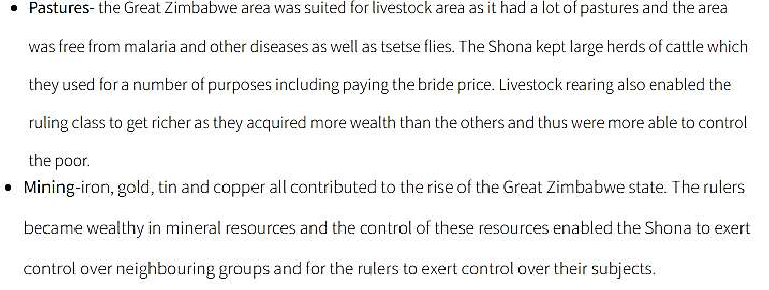 • Pastures- the Great Zimbabwe area was suited for livestock area as it had a lot of pastures and the area
was free from malaria and other diseases as well as tsetse flies. The Shona kept large herds of cattle which
they used for a number of purposes including paying the bride price. Livestock rearing also enabled the
ruling class to get richer as they acquired more wealth than the others and thus were more able to control
the poor.
• Mining-iron, gold, tin and copper all contributed to the rise of the Great Zimbabwe state. The rulers
became wealthy in mineral resources and the control of these resources enabled the Shona to exert
control over neighbouring groups and for the rulers to exert control over their subjects.